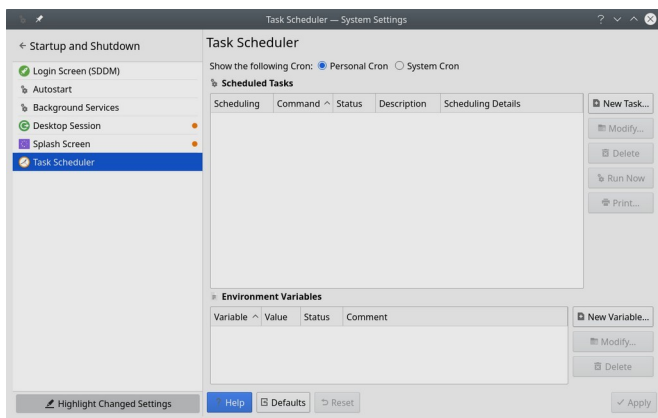 Task Scheduler — System Settings
Startup and Shutdown
Login Screen (SDDM)
Autostart
Background Services
Desktop Session
Splash Screen
Task Scheduler
Highlight Changed Settings
Task Scheduler
Show the following Cron: Personal Cron System Cron
Scheduled Tasks
Scheduling Command Status Description Scheduling Details
New Task...
Modify...
Delete
Run Now
Print...
Environment Variables
Variable Value Status Comment
New Variable...
Modify...
Delete
Help Defaults Reset Apply